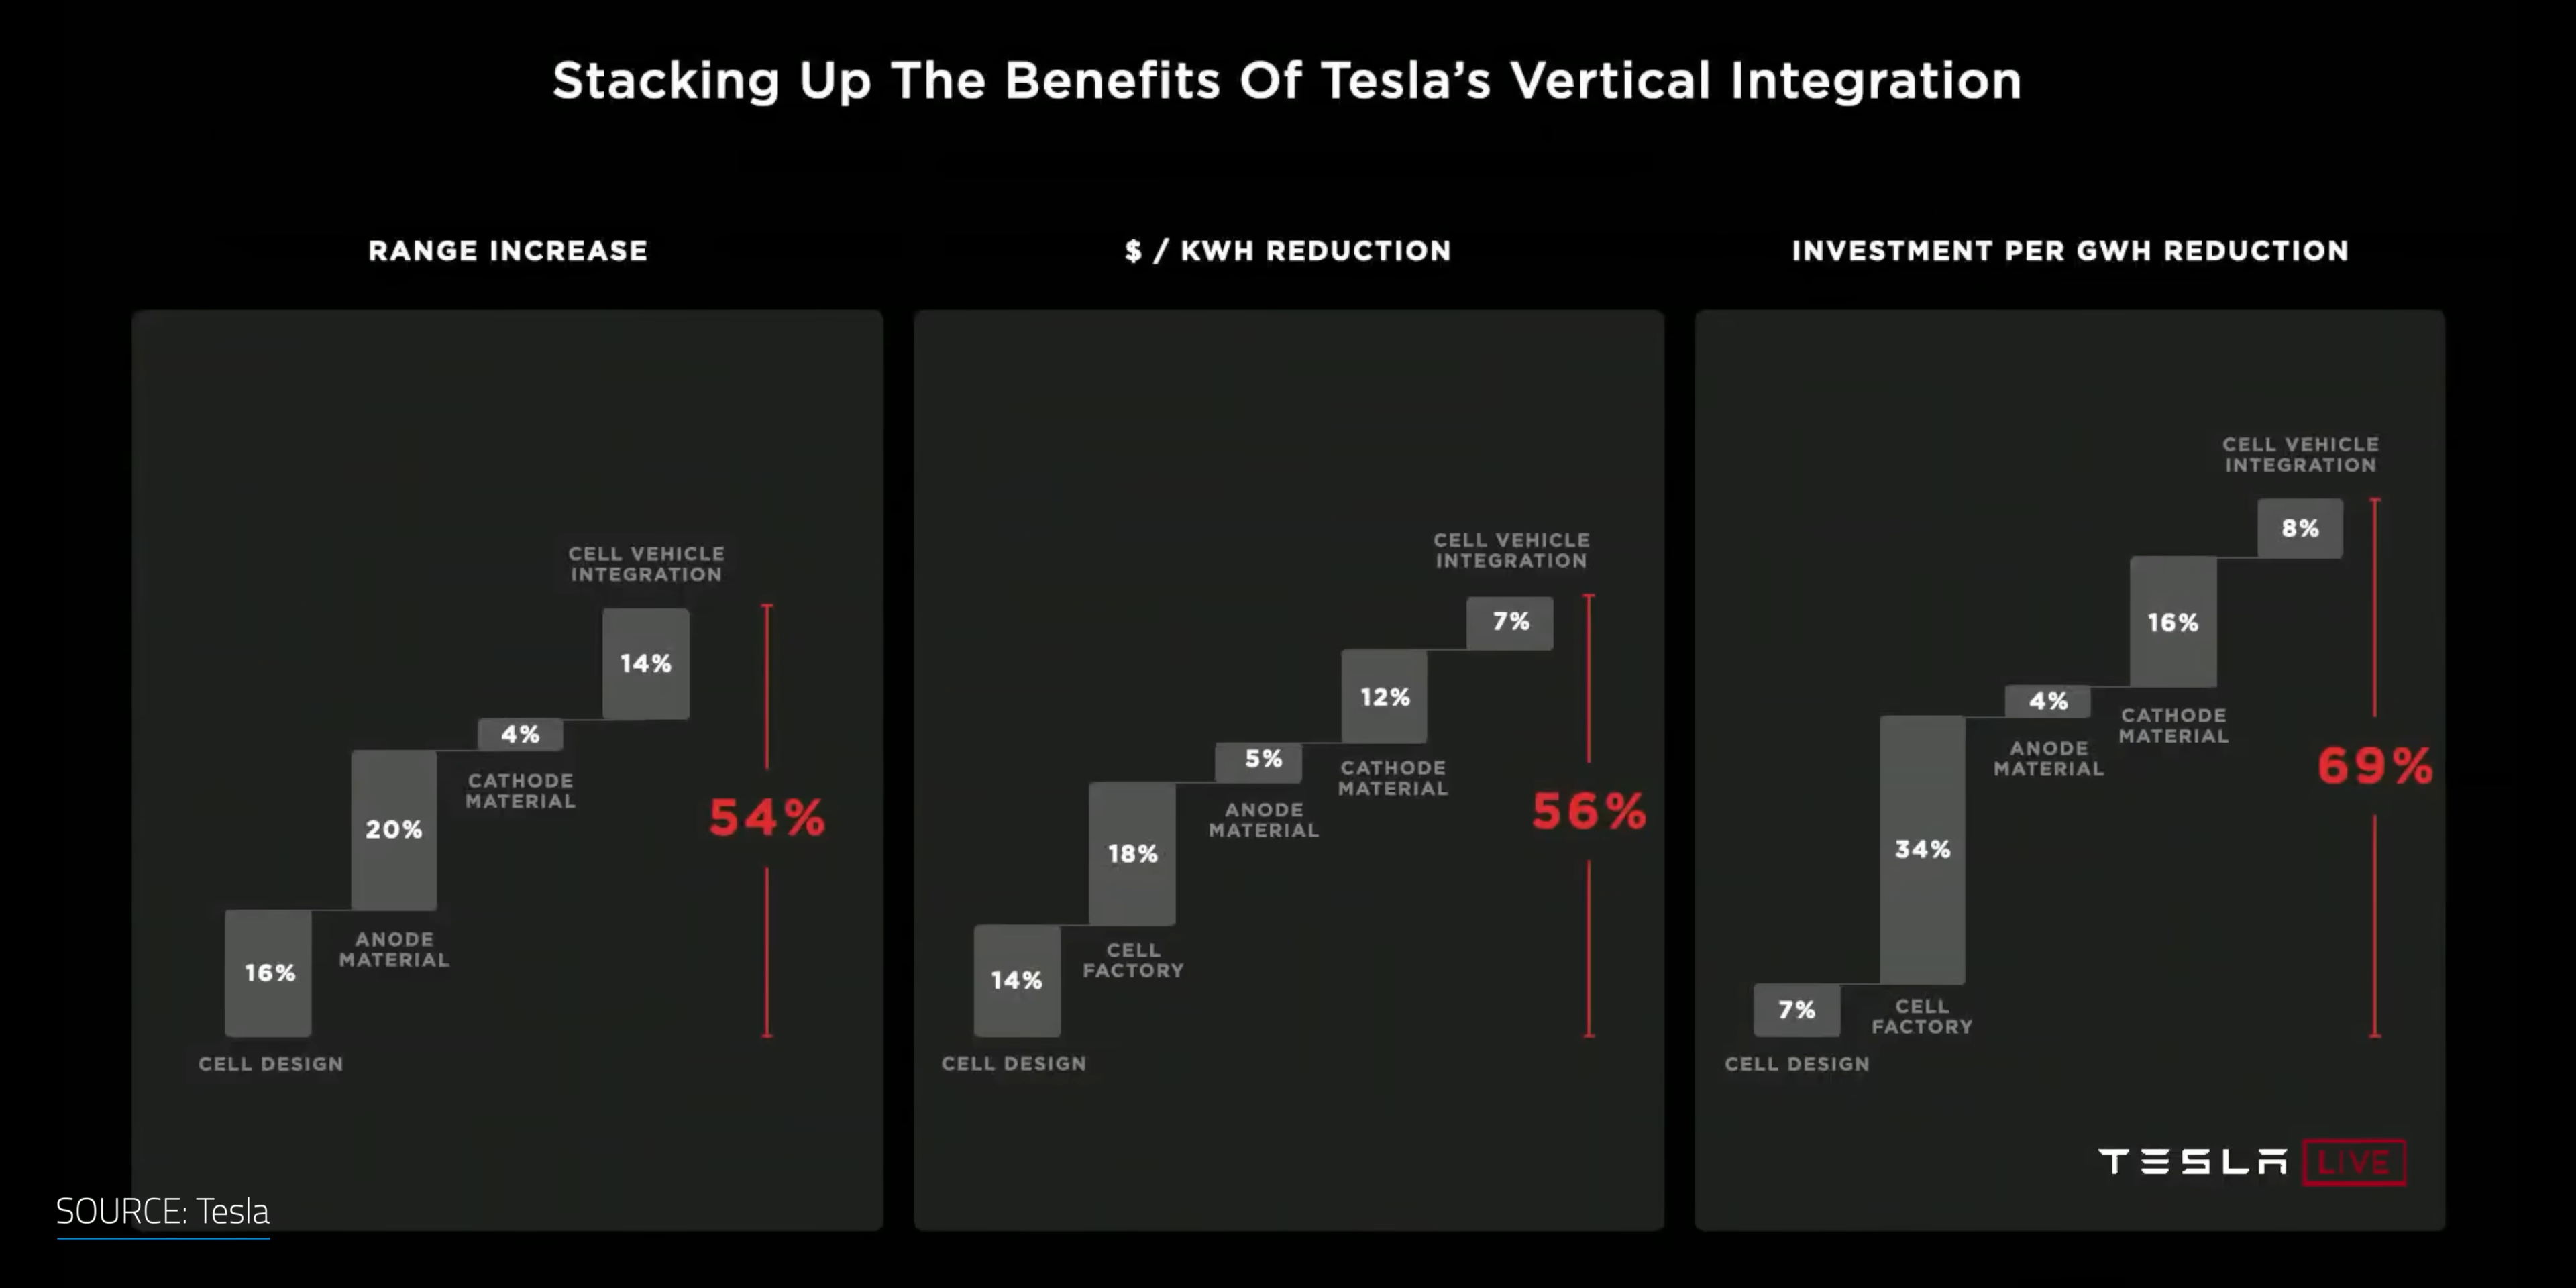 Stacking Up The Benefits Of Tesla's Vertical Integration
RANGE INCREASE
CELL VEHICLE
INTEGRATION
14%
4%
CATHODE
MATERIAL
20%
ANODE
MATERIAL
16%
CELL DESIGN
54%
$ / KWH REDUCTION
CELL VEHICLE
INTEGRATION
7%
12%
CATHODE
MATERIAL
5%
ANODE
MATERIAL
18%
CELL
FACTORY
14%
CELL DESIGN
56%
INVESTMENT PER GWH REDUCTION
CELL VEHICLE
INTEGRATION
8%
16%
CATHODE
MATERIAL
4%
ANODE
MATERIAL
34%
CELL
FACTORY
7%
CELL DESIGN
69%
TESLA LIVE
SOURCE: Tesla